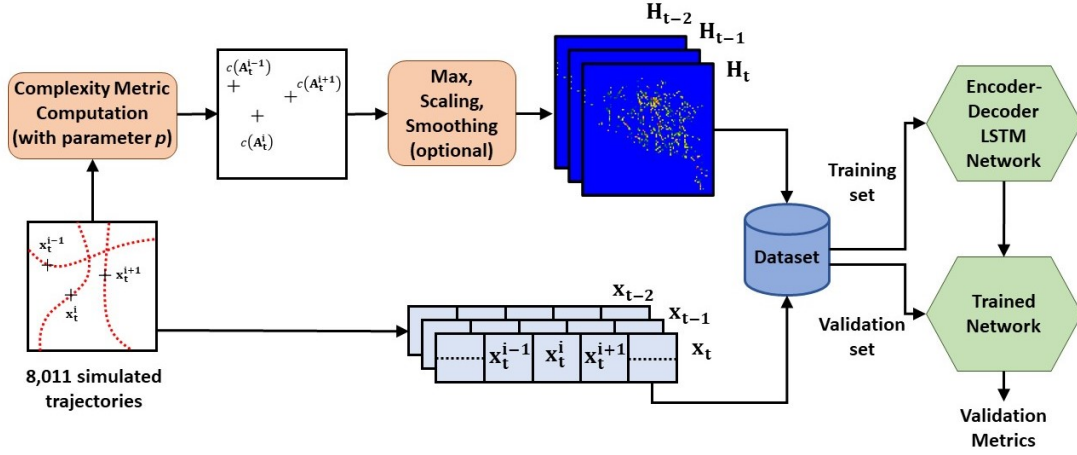 Complexity Metric
Computation
(with parameter p)
c(A_t^{i−1})
c(A_t^{i+1})
c(A_t^i)
Max,
Scaling,
Smoothing
(optional)
H_{t−2}
H_{t−1}
H_t
Encoder-
Decoder
LSTM
Network
Training
set
x_t^{i−1}
x_t^{i+1}
x_t^i
8,011 simulated
trajectories
x_{t−2}
x_{t−1}
x_t
x_t^{i−1} x_t^i x_t^{i+1}
Dataset
Validation
set
Trained
Network
Validation
Metrics